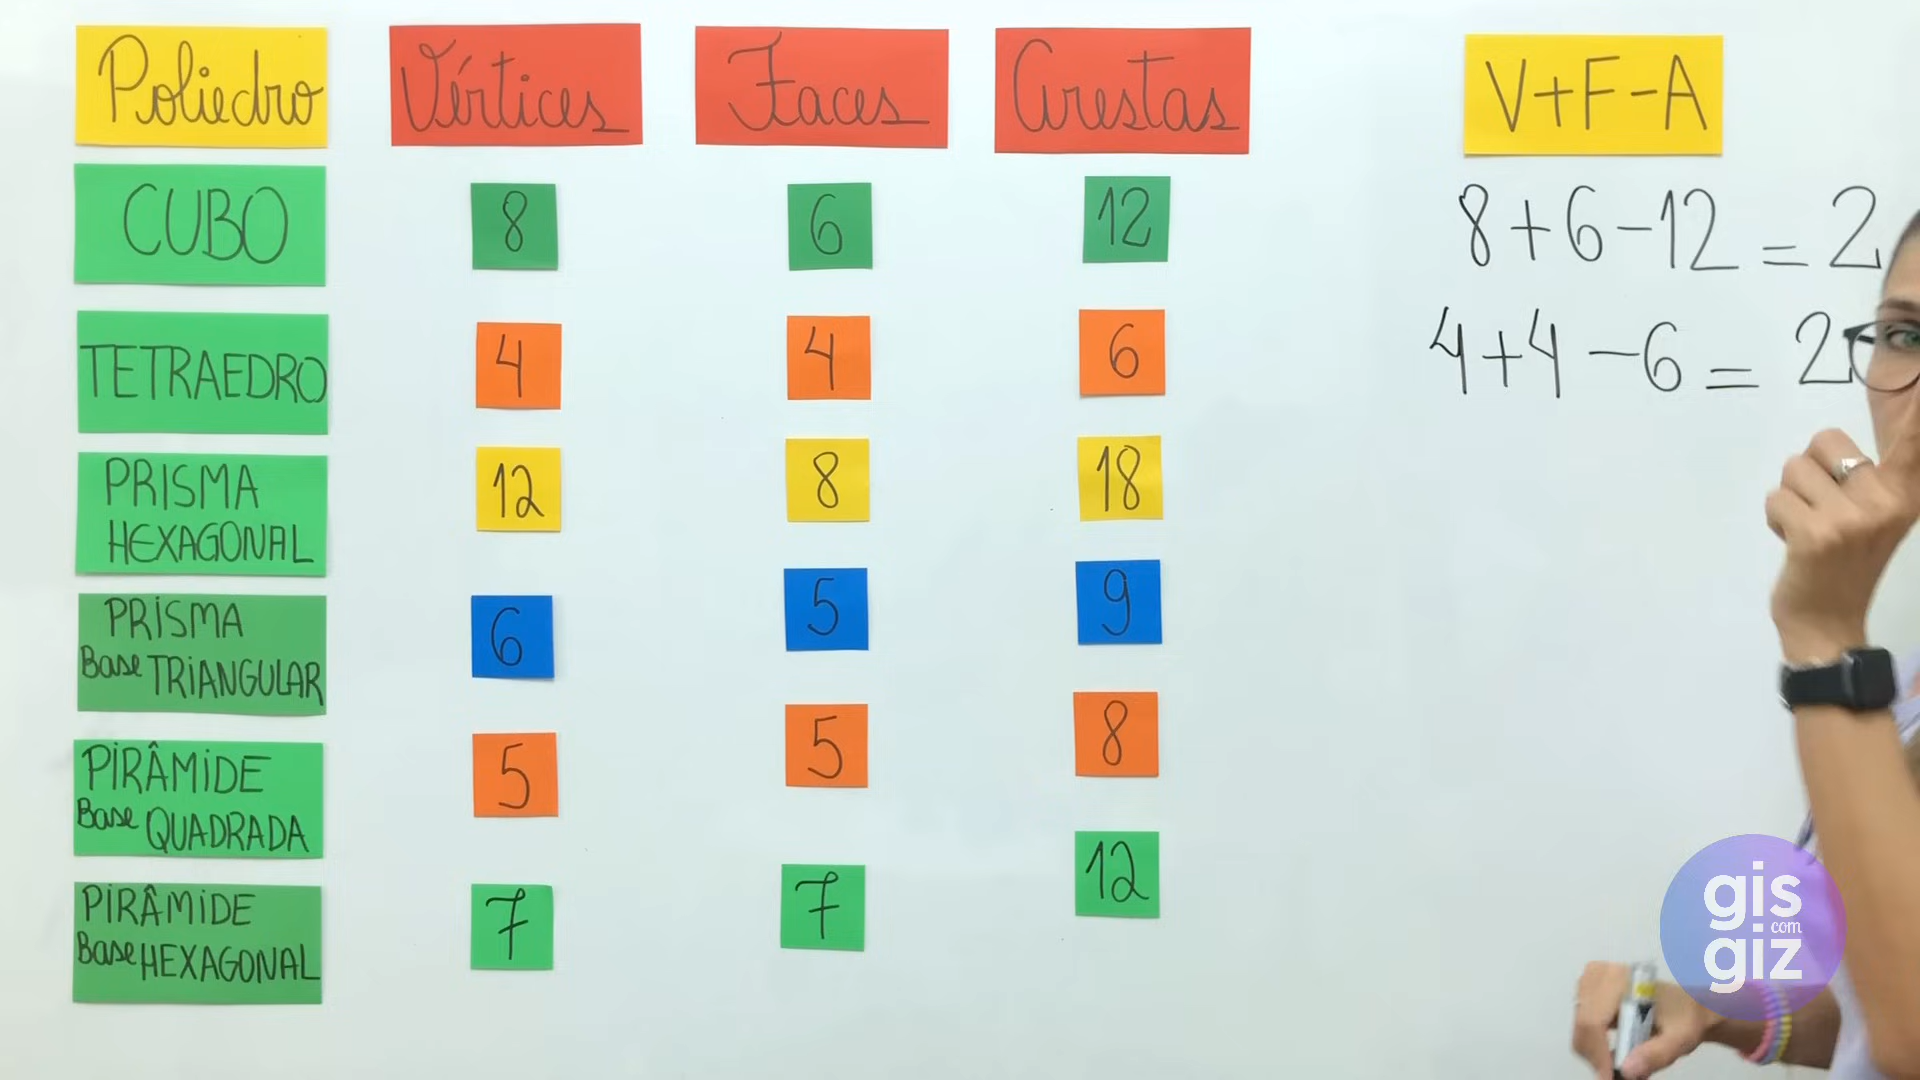 Poliedro Vértices Faces Arestas V+F-A
CUBO 8 6 12 8+6-12=2
TETRAEDRO 4 4 6 4+4-6=2
PRISMA
HEXAGONAL 12 8 18
PRISMA
Base TRIANGULAR 6 5 9
PIRÂMIDE
Base QUADRADA 5 5 8
PIRÂMIDE
Base HEXAGONAL 7 7 12
gis
com
giz